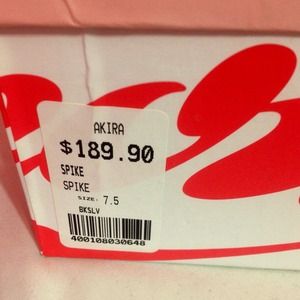 AKIRA
$189.90
SPIKE
SPIKE
SIZE: 7.5
BKSLV
400108030648